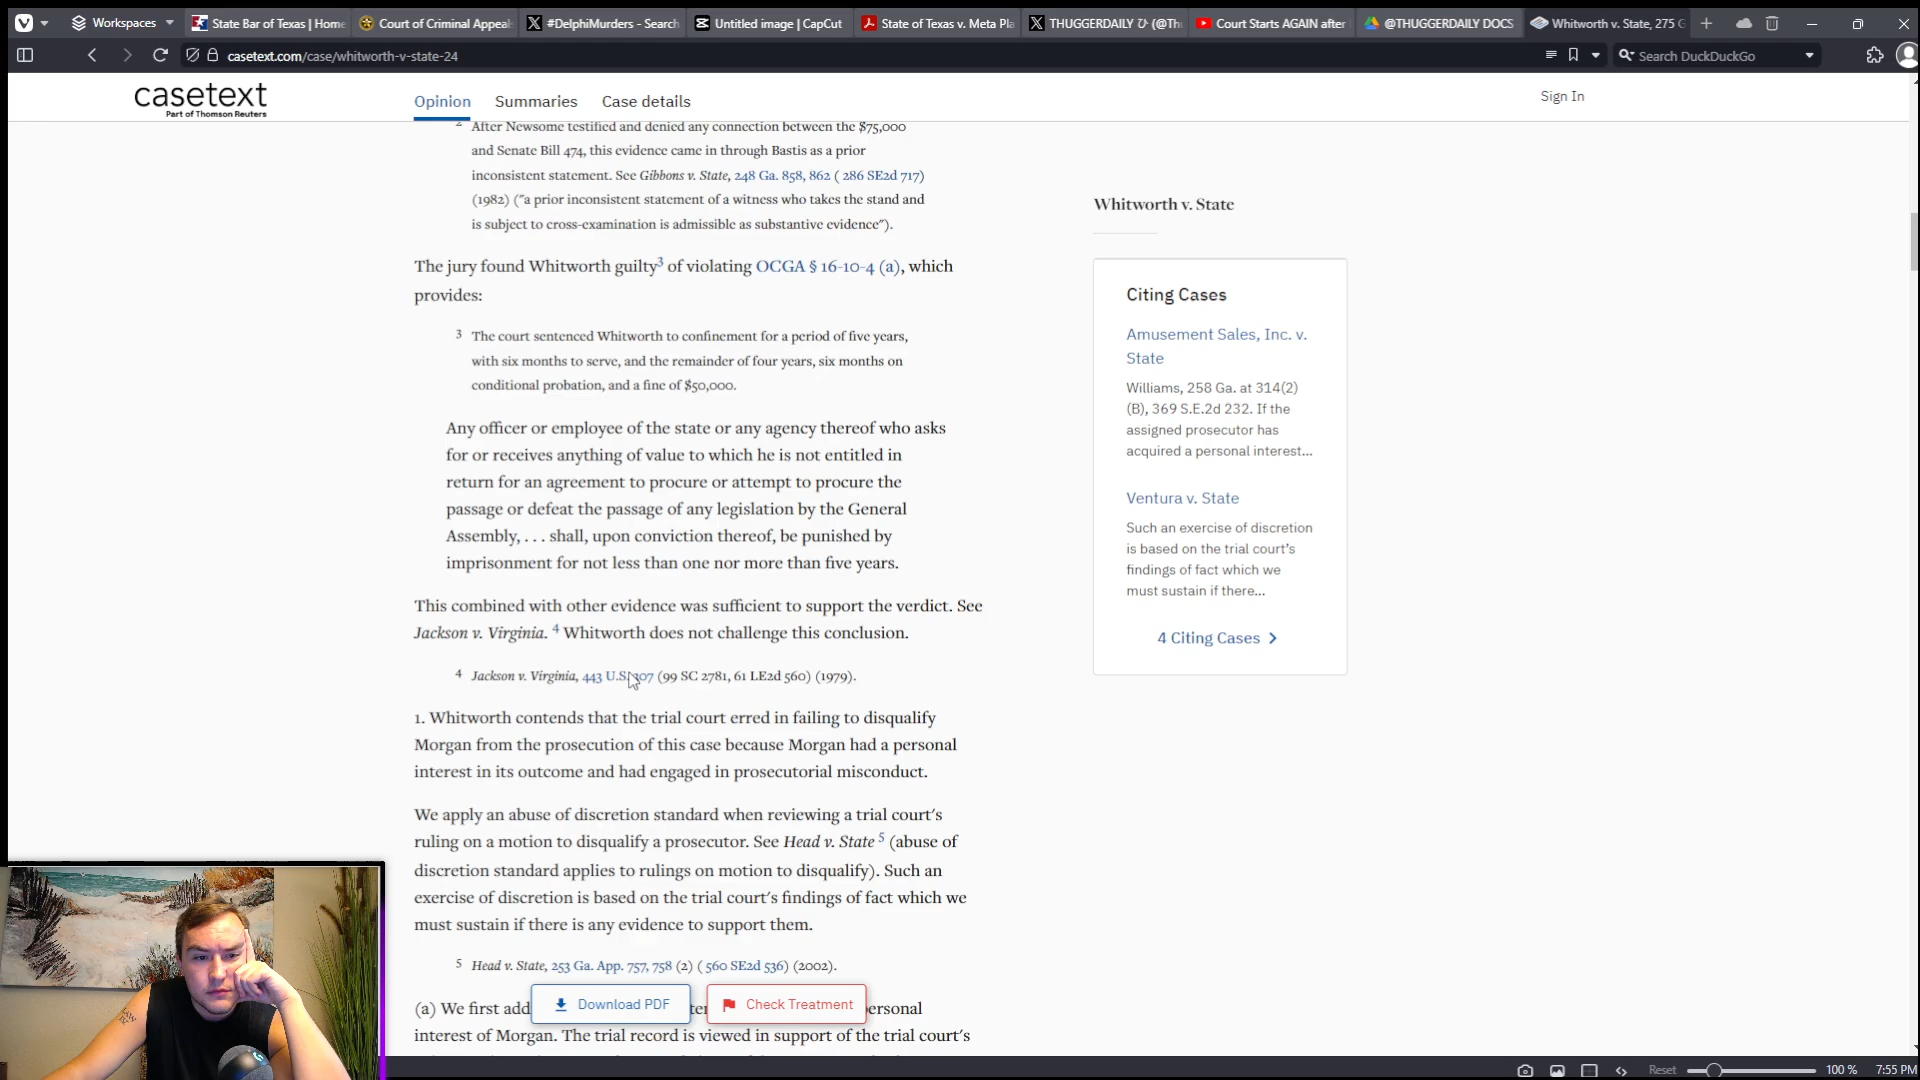 Workspaces
State Bar of Texas | Home
Court of Criminal Appeal
#DelphiMurders - Search
Untitled image | CapCut
State of Texas v. Meta Pla
THUGGERDAILY
Court Starts AGAIN after
@THUGGERDAILY DOCS
Whitworth v. State, 275 G
casetext.com/case/whitworth-v-state-24
Search DuckDuckGo
casetext
Part of Thomson Reuters
Opinion
Summaries
Case details
Sign In
2 After Newsome testified and denied any connection between the $75,000
and Senate Bill 474, this evidence came in through Bastis as a prior
inconsistent statement. See Gibbons v. State, 248 Ga. 858, 862 ( 286 SE2d 717)
(1982) ("a prior inconsistent statement of a witness who takes the stand and
is subject to cross-examination is admissible as substantive evidence").
The jury found Whitworth guilty3 of violating OCGA § 16-10-4 (a), which
provides:
3 The court sentenced Whitworth to confinement for a period of five years,
with six months to serve, and the remainder of four years, six months on
conditional probation, and a fine of $50,000.
Any officer or employee of the state or any agency thereof who asks
for or receives anything of value to which he is not entitled in
return for an agreement to procure or attempt to procure the
passage or defeat the passage of any legislation by the General
Assembly, . . . shall, upon conviction thereof, be punished by
imprisonment for not less than one nor more than five years.
This combined with other evidence was sufficient to support the verdict. See
Jackson v. Virginia. 4 Whitworth does not challenge this conclusion.
4 Jackson v. Virginia, 443 U.S. 307 (99 SC 2781, 61 LE2d 560) (1979).
1. Whitworth contends that the trial court erred in failing to disqualify
Morgan from the prosecution of this case because Morgan had a personal
interest in its outcome and had engaged in prosecutorial misconduct.
We apply an abuse of discretion standard when reviewing a trial court's
ruling on a motion to disqualify a prosecutor. See Head v. State 5 (abuse of
discretion standard applies to rulings on motion to disqualify). Such an
exercise of discretion is based on the trial court's findings of fact which we
must sustain if there is any evidence to support them.
5 Head v. State, 253 Ga. App. 757, 758 (2) ( 560 SE2d 536) (2002).
(a) We first
interest of Morgan. The trial record is viewed in support of the trial court's
Download PDF
Check Treatment
Whitworth v. State
Citing Cases
Amusement Sales, Inc. v.
State
Williams, 258 Ga. at 314(2)
(B), 369 S.E.2d 232. If the
assigned prosecutor has
acquired a personal interest...
Ventura v. State
Such an exercise of discretion
is based on the trial court's
findings of fact which we
must sustain if there...
4 Citing Cases
Reset
100 %
7:55 PM